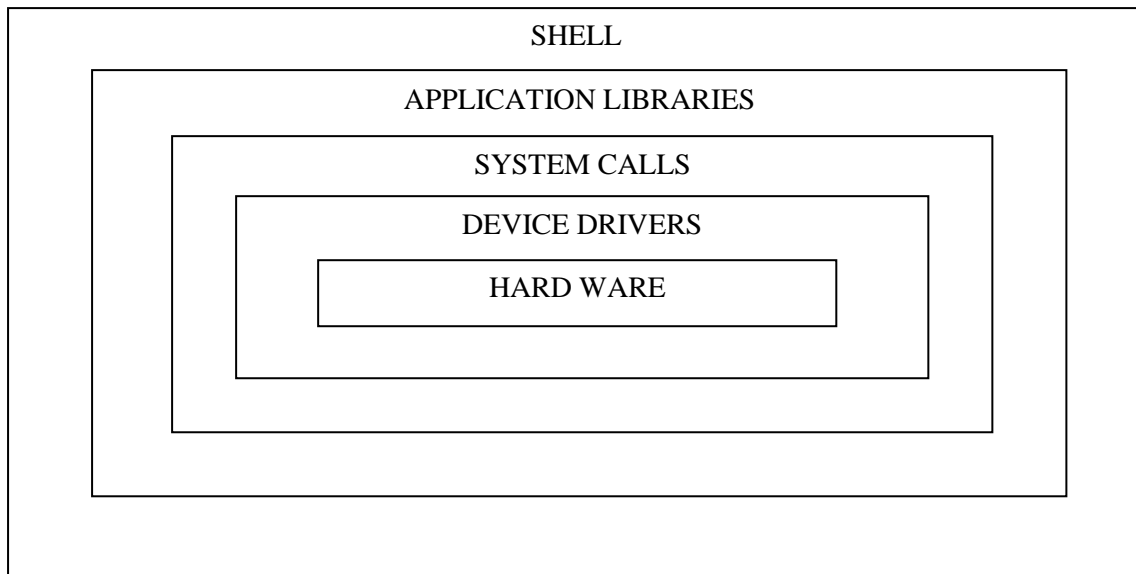 SHELL
APPLICATION LIBRARIES
SYSTEM CALLS
DEVICE DRIVERS
HARD WARE